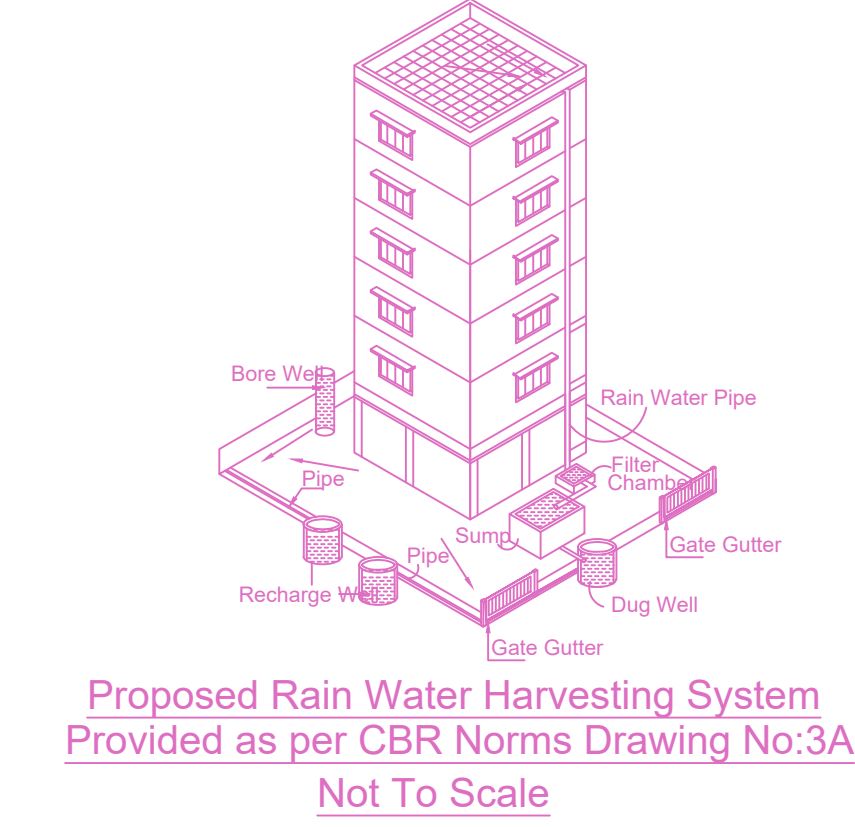 Bore Well
Rain Water Pipe
Filter
Chamber
Pipe
Sump
Gate Gutter
Pipe
Recharge Well
Dug Well
Gate Gutter
Proposed Rain Water Harvesting System
Provided as per CBR Norms Drawing No:3A
Not To Scale